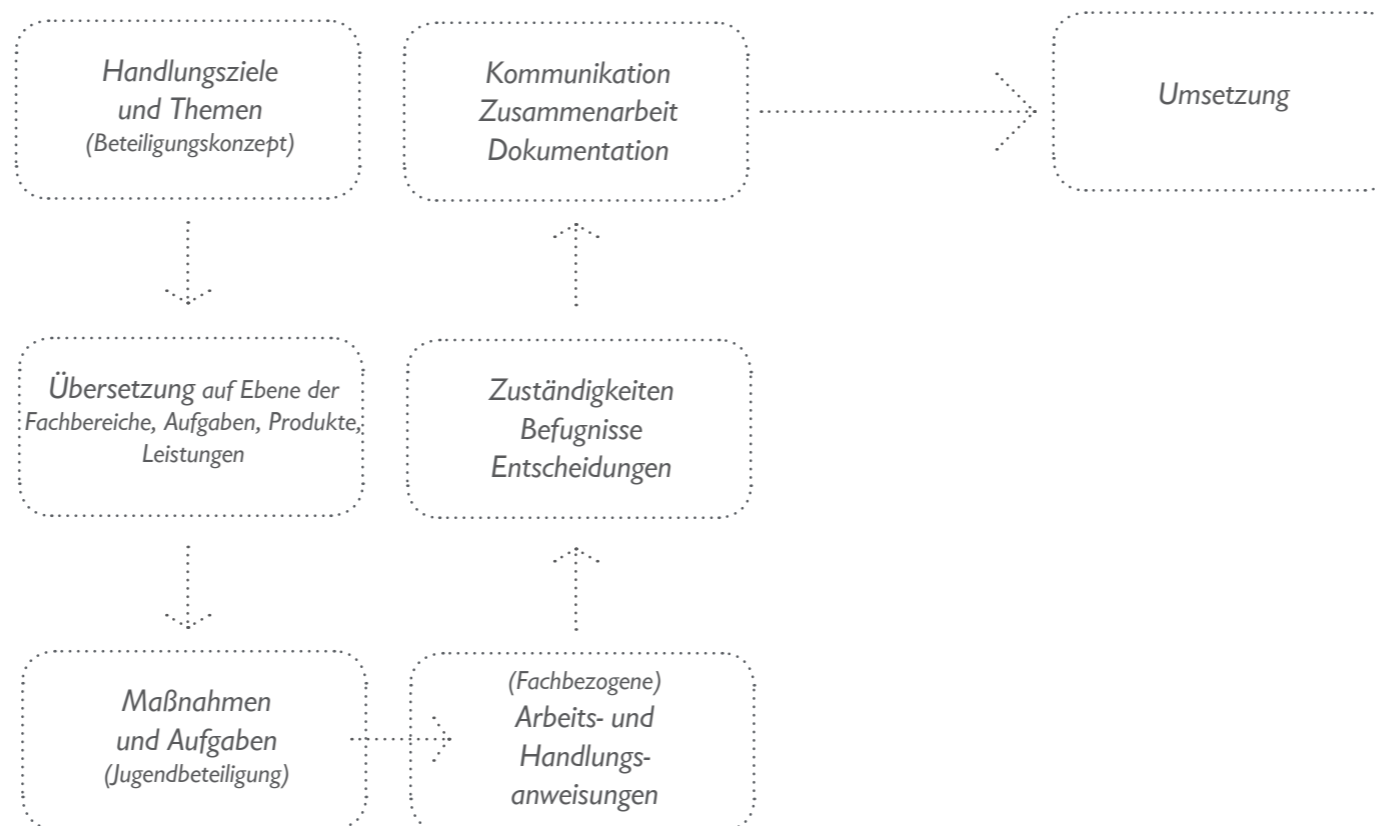 Handlungsziele
und Themen
(Beteiligungskonzept)
Übersetzung auf Ebene der
Fachbereiche, Aufgaben, Produkte,
Leistungen
Maßnahmen
und Aufgaben
(Jugendbeteiligung)
(Fachbezogene)
Arbeits- und
Handlungs-
anweisungen
Zuständigkeiten
Befugnisse
Entscheidungen
Kommunikation
Zusammenarbeit
Dokumentation
Umsetzung